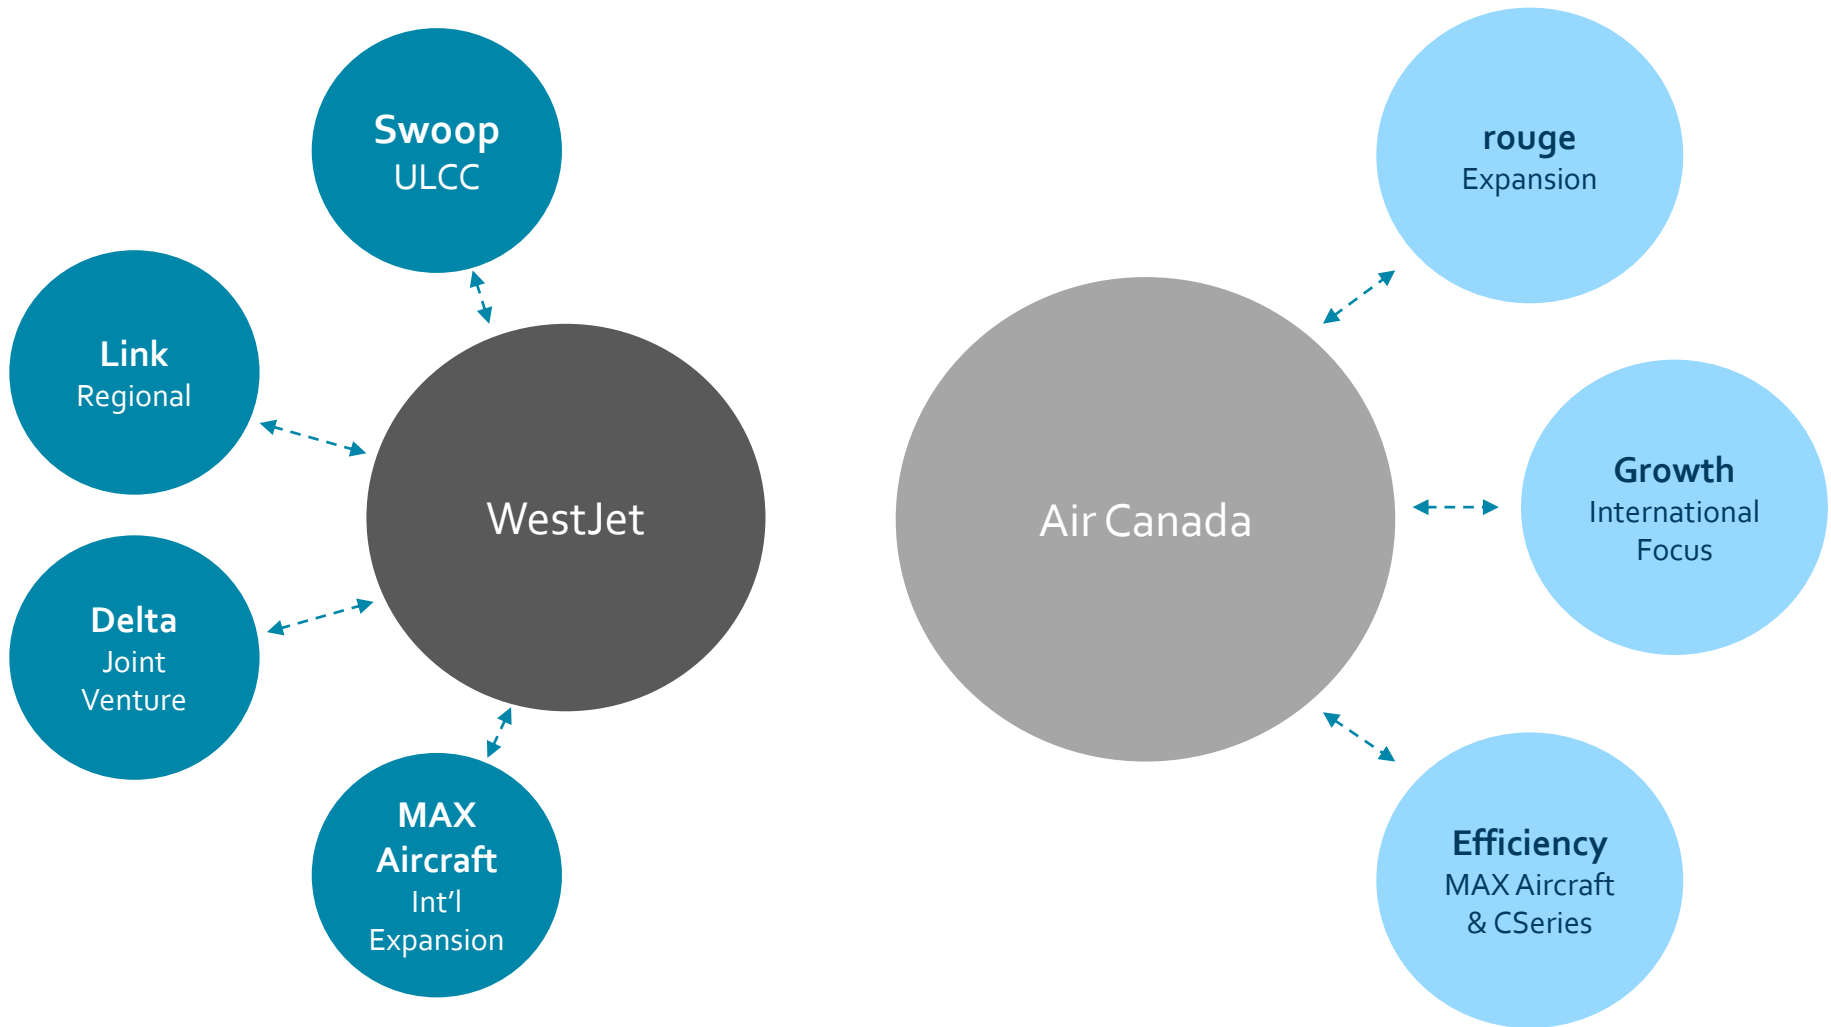 Swoop
ULCC
Link
Regional
WestJet
Delta
Joint
Venture
MAX
Aircraft
Int’l
Expansion
rouge
Expansion
Air Canada
Growth
International
Focus
Efficiency
MAX Aircraft
& CSeries